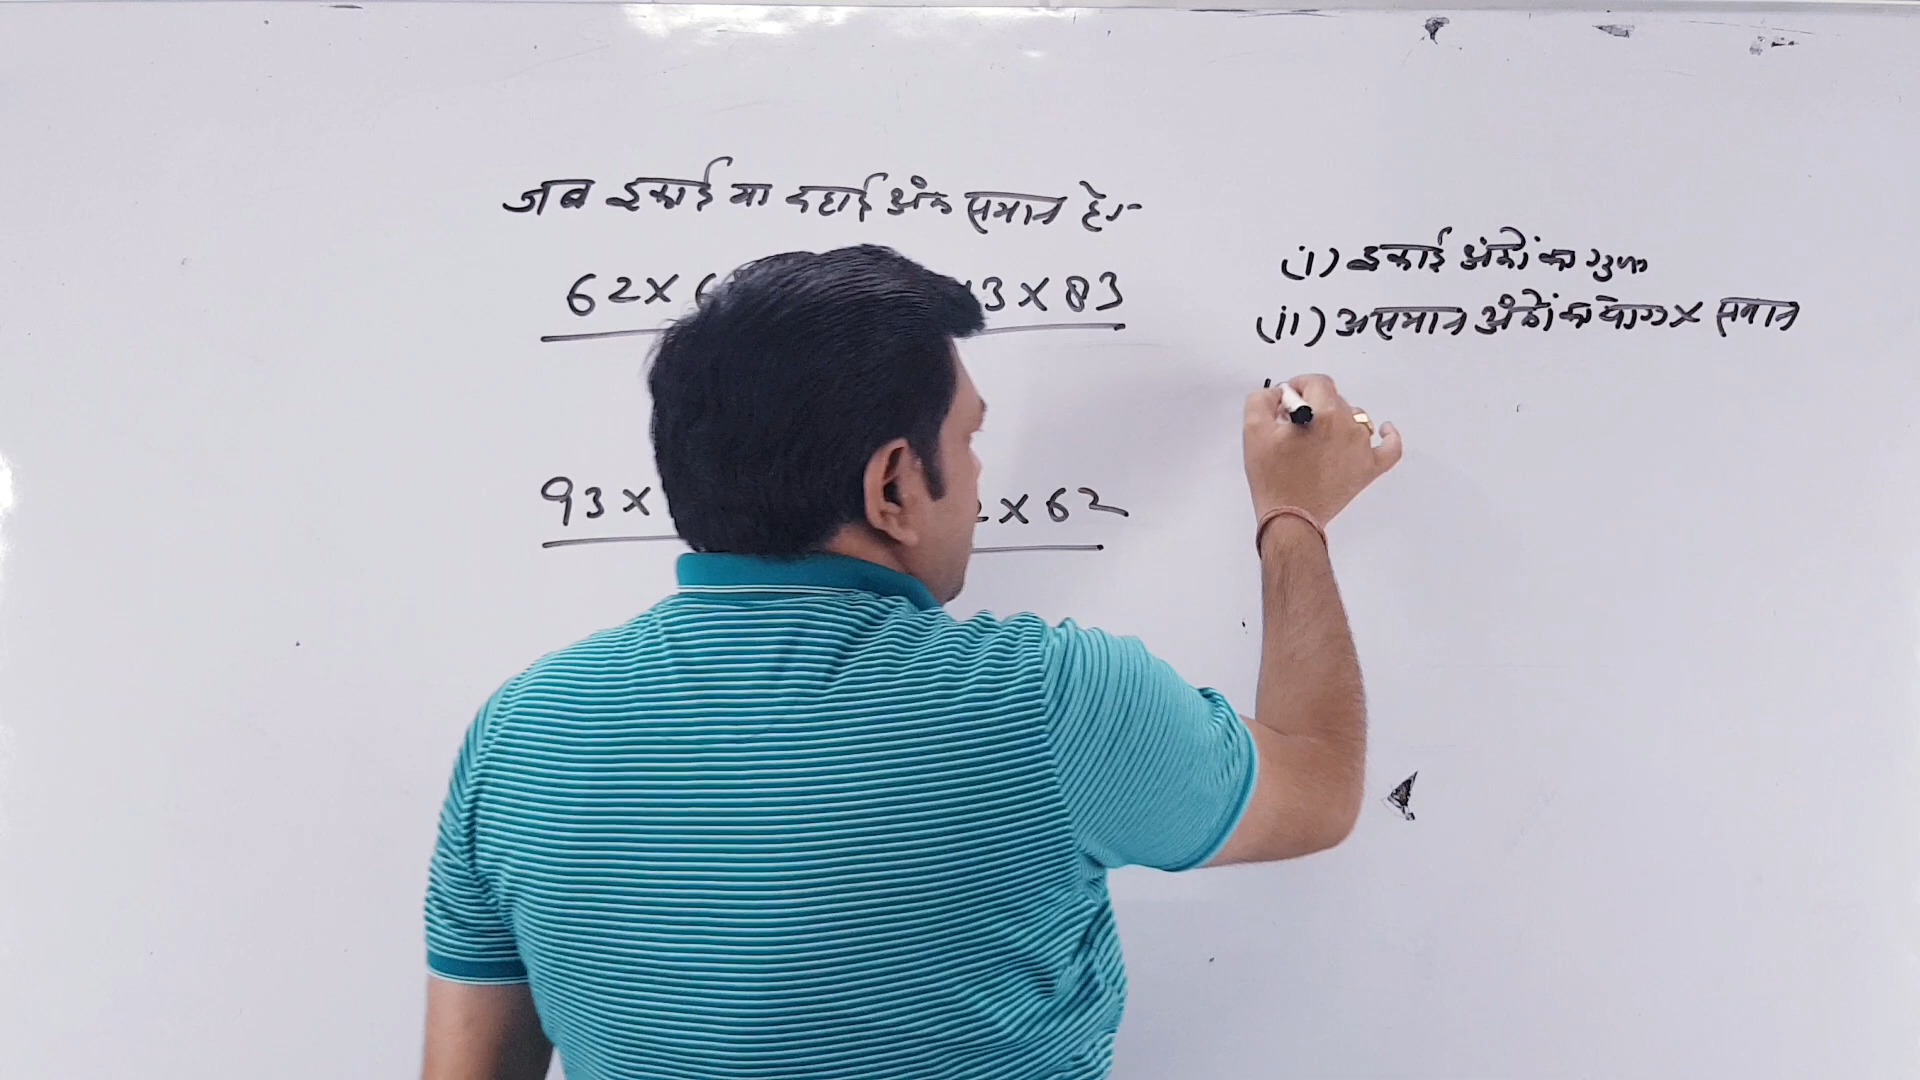 जब इकाई या दहाई अंक समान हो-
62 × 3 × 83
93 × × 62
(i) इकाई अंकों का गुणा
(ii) असमान अंकों का योग × समान